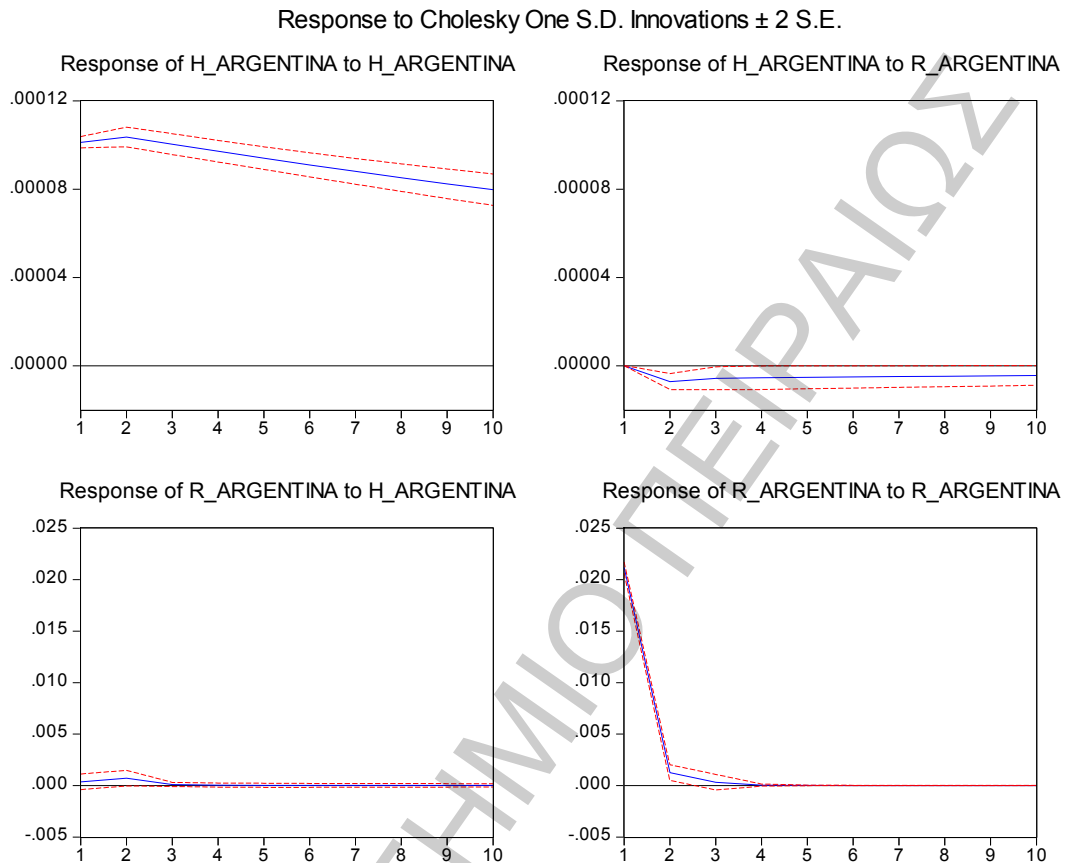 Response to Cholesky One S.D. Innovations ± 2 S.E.
Response of H_ARGENTINA to H_ARGENTINA
.00012
.00008
.00004
.00000
1 2 3 4 5 6 7 8 9 10
Response of H_ARGENTINA to R_ARGENTINA
.00012
.00008
.00004
.00000
1 2 3 4 5 6 7 8 9 10
Response of R_ARGENTINA to H_ARGENTINA
.025
.020
.015
.010
.005
.000
-.005
1 2 3 4 5 6 7 8 9 10
Response of R_ARGENTINA to R_ARGENTINA
.025
.020
.015
.010
.005
.000
-.005
1 2 3 4 5 6 7 8 9 10
ΤΗΜΙΟ ΠΕΙΡΑΙΩΣ